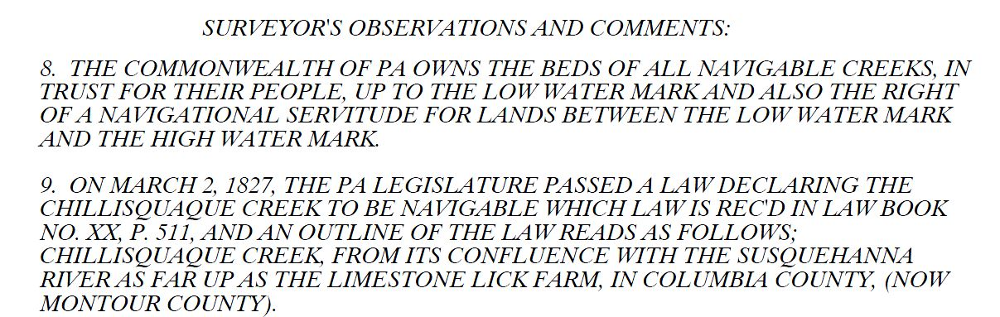 SURVEYOR'S OBSERVATIONS AND COMMENTS:
8. THE COMMONWEALTH OF PA OWNS THE BEDS OF ALL NAVIGABLE CREEKS, IN
TRUST FOR THEIR PEOPLE, UP TO THE LOW WATER MARK AND ALSO THE RIGHT
OF A NAVIGATIONAL SERVITUDE FOR LANDS BETWEEN THE LOW WATER MARK
AND THE HIGH WATER MARK.
9. ON MARCH 2, 1827, THE PA LEGISLATURE PASSED A LAW DECLARING THE
CHILLISQUAQUE CREEK TO BE NAVIGABLE WHICH LAW IS REC'D IN LAW BOOK
NO. XX, P. 511, AND AN OUTLINE OF THE LAW READS AS FOLLOWS;
CHILLISQUAQUE CREEK, FROM ITS CONFLUENCE WITH THE SUSQUEHANNA
RIVER AS FAR UP AS THE LIMESTONE LICK FARM, IN COLUMBIA COUNTY, (NOW
MONTOUR COUNTY).